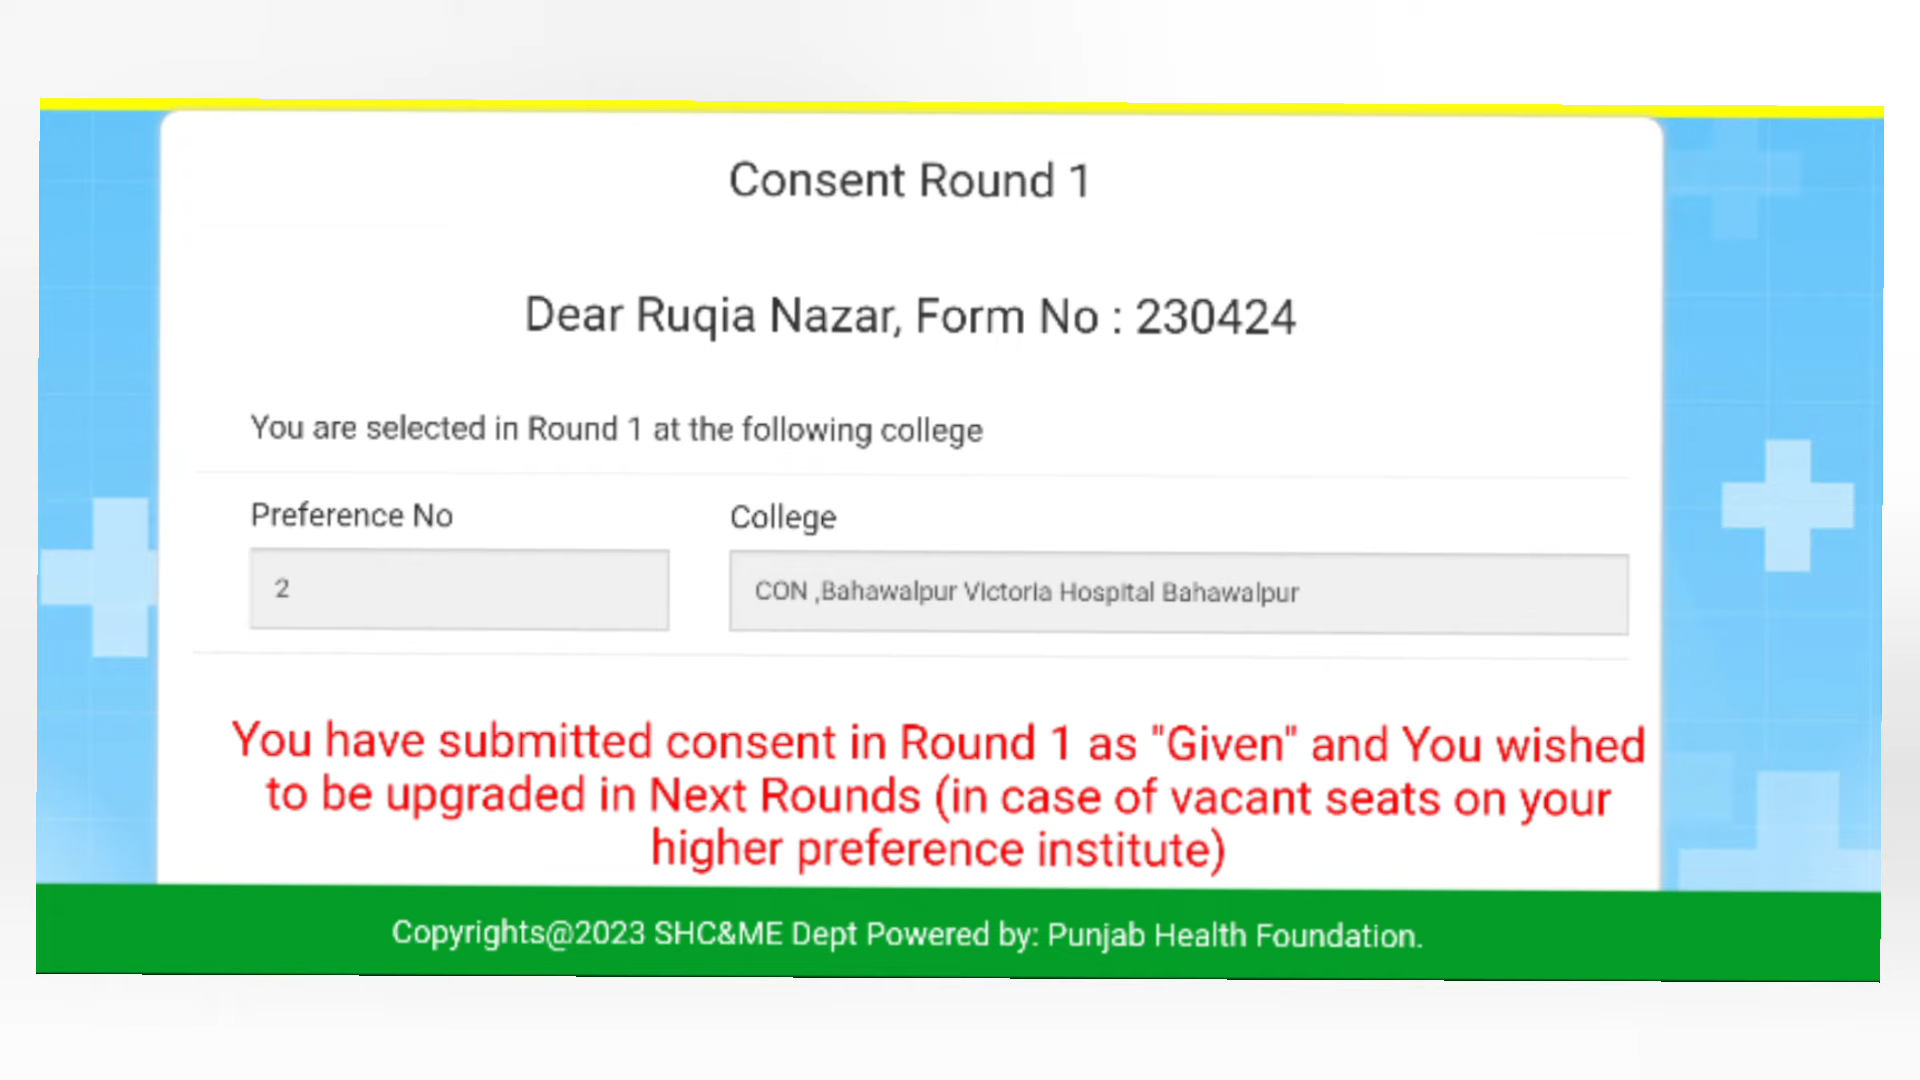 Consent Round 1
Dear Ruqia Nazar, Form No : 230424
You are selected in Round 1 at the following college
Preference No
College
2
CON ,Bahawalpur Victoria Hospital Bahawalpur
You have submitted consent in Round 1 as "Given" and You wished
to be upgraded in Next Rounds (in case of vacant seats on your
higher preference institute)
Copyrights@2023 SHC&ME Dept Powered by: Punjab Health Foundation.